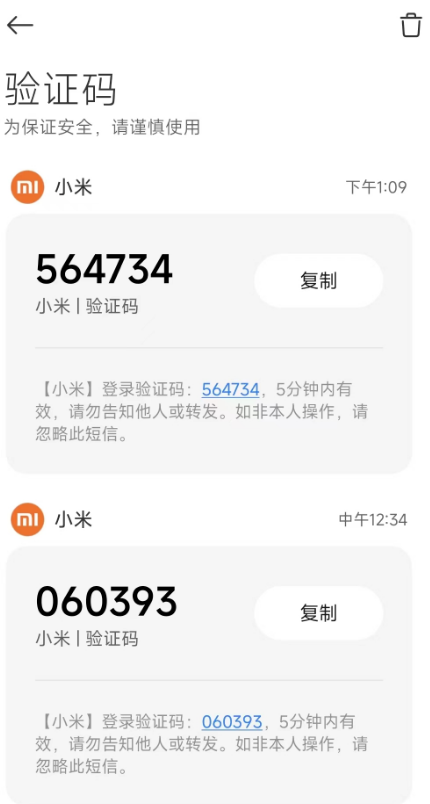 验证码
为保证安全，请谨慎使用
小米 下午1:09
564734 复制
小米 | 验证码
【小米】登录验证码：564734，5分钟内有
效，请勿告知他人或转发。如非本人操作，请
忽略此短信。
小米 中午12:34
060393 复制
小米 | 验证码
【小米】登录验证码：060393，5分钟内有
效，请勿告知他人或转发。如非本人操作，请
忽略此短信。